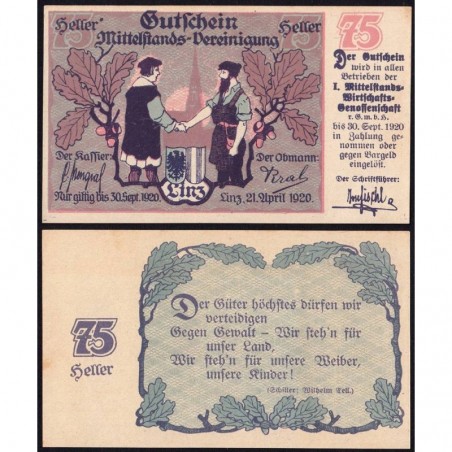 75 Heller Gutschein Heller
Mittelstands-Vereinigung
Der Kassier:
Der Obmann:
Nur giltig bis 30. Sept. 1920.
Linz
Linz, 21. April 1920.
75
Der Gutschein
wird in allen
Betrieben der
I. Mittelstands-
Wirtschafts-
Genossenschaft
r. G. m. b. H.
bis 30. Sept. 1920
in Zahlung ge-
nommen oder
gegen Bargeld
eingelöst.
Der Schriftführer:
75
Heller
Der Güter höchstes dürfen wir
verteidigen
Gegen Gewalt – Wir steh'n für
unser Land,
Wir steh'n für unsere Weiber,
unsere Kinder!
(Schiller: Wilhelm Tell.)